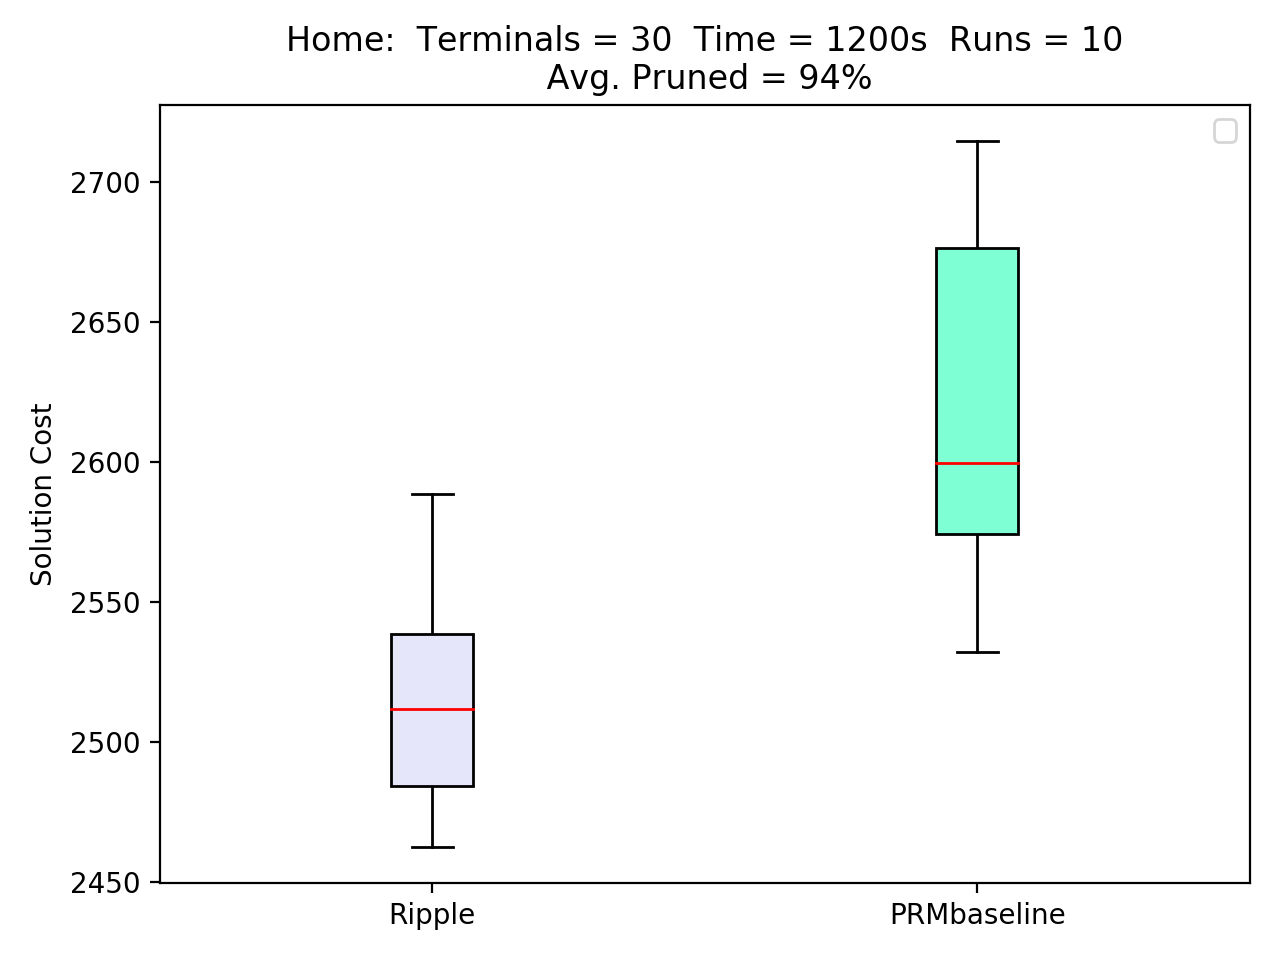 Home:  Terminals = 30  Time = 1200s  Runs = 10
Avg. Pruned = 94%
2700
2650
2600
2550
2500
2450
Solution Cost
Ripple
PRMbaseline